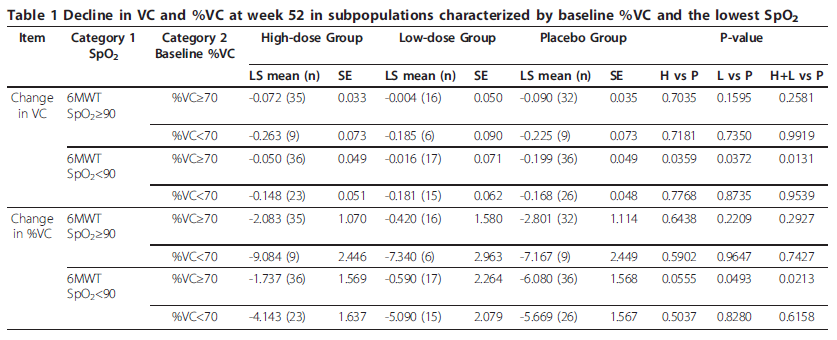 Table 1 Decline in VC and %VC at week 52 in subpopulations characterized by baseline %VC and the lowest SpO₂
Item Category 1 Category 2 High-dose Group Low-dose Group Placebo Group P-value
SpO₂ Baseline %VC
LS mean (n) SE LS mean (n) SE LS mean (n) SE H vs P L vs P H+L vs P
Change 6MWT %VC≥70 -0.072 (35) 0.033 -0.004 (16) 0.050 -0.090 (32) 0.035 0.7035 0.1595 0.2581
in VC SpO₂≥90
%VC<70 -0.263 (9) 0.073 -0.185 (6) 0.090 -0.225 (9) 0.073 0.7181 0.7350 0.9919
6MWT %VC≥70 -0.050 (36) 0.049 -0.016 (17) 0.071 -0.199 (36) 0.049 0.0359 0.0372 0.0131
SpO₂<90
%VC<70 -0.148 (23) 0.051 -0.181 (15) 0.062 -0.168 (26) 0.048 0.7768 0.8735 0.9539
Change 6MWT %VC≥70 -2.083 (35) 1.070 -0.420 (16) 1.580 -2.801 (32) 1.114 0.6438 0.2209 0.2927
in %VC SpO₂≥90
%VC<70 -9.084 (9) 2.446 -7.340 (6) 2.963 -7.167 (9) 2.449 0.5902 0.9647 0.7427
6MWT %VC≥70 -1.737 (36) 1.569 -0.590 (17) 2.264 -6.080 (36) 1.568 0.0555 0.0493 0.0213
SpO₂<90
%VC<70 -4.143 (23) 1.637 -5.090 (15) 2.079 -5.669 (26) 1.567 0.5037 0.8280 0.6158